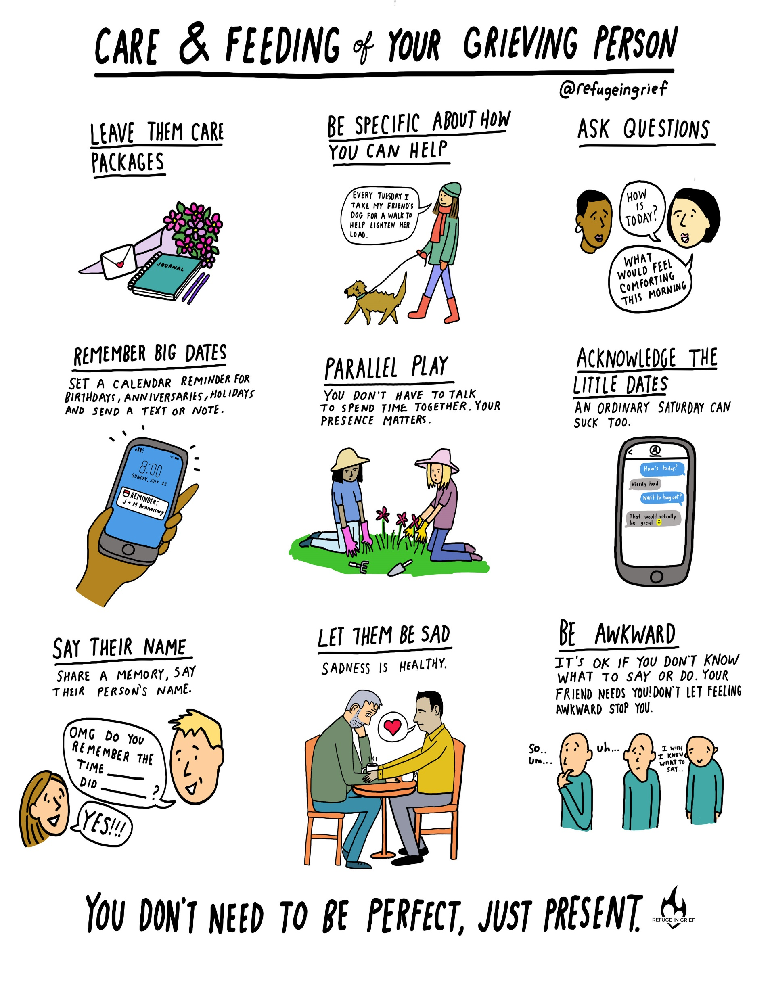 CARE & FEEDING of YOUR GRIEVING PERSON
@refugeingrief
LEAVE THEM CARE
PACKAGES
JOURNAL
BE SPECIFIC ABOUT HOW
YOU CAN HELP
EVERY TUESDAY I
TAKE MY FRIEND'S
DOG FOR A WALK TO
HELP LIGHTEN HER
LOAD.
ASK QUESTIONS
HOW
IS
TODAY?
WHAT
WOULD FEEL
COMFORTING
THIS MORNING
REMEMBER BIG DATES
SET A CALENDAR REMINDER FOR
BIRTHDAYS, ANNIVERSARIES, HOLIDAYS
AND SEND A TEXT OR NOTE.
8:00
SUNDAY, JULY 22
REMINDER:
J + M Anniversary
PARALLEL PLAY
YOU DON'T HAVE TO TALK
TO SPEND TIME TOGETHER. YOUR
PRESENCE MATTERS.
ACKNOWLEDGE THE
LITTLE DATES
AN ORDINARY SATURDAY CAN
SUCK TOO.
How's today?
Wierdly hard
Wan't to hang out?
That would actually
be great
SAY THEIR NAME
SHARE A MEMORY, SAY
THEIR PERSON'S NAME.
OMG DO YOU
REMEMBER THE
TIME ______
DID ______ ?
YES!!!
LET THEM BE SAD
SADNESS IS HEALTHY.
BE AWKWARD
IT'S OK IF YOU DON'T KNOW
WHAT TO SAY OR DO. YOUR
FRIEND NEEDS YOU! DON'T LET FEELING
AWKWARD STOP YOU.
So..
Um...
Uh...
I WISH
I KNEW
WHAT TO
SAY...
YOU DON'T NEED TO BE PERFECT, JUST PRESENT.
REFUGE IN GRIEF